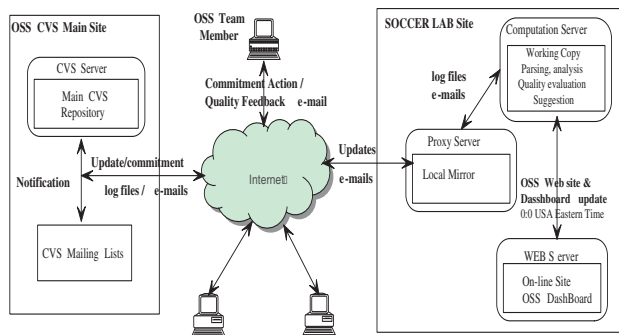 OSS CVS Main Site
CVS Server
Main CVS
Repository
Notification
Update/commitment
log files / e-mails
CVS Mailing Lists
OSS Team
Member
Commitment Action /
Quality Feedback e-mail
Internet
Updates
e-mails
SOCCER LAB Site
Computation Server
Working Copy
Parsing, analysis
Quality evaluation
Suggestion
log files
e-mails
Proxy Server
Local Mirror
OSS Web site &
Dasshboard update
0:0 USA Eastern Time
WEB S erver
On-line Site
OSS DashBoard